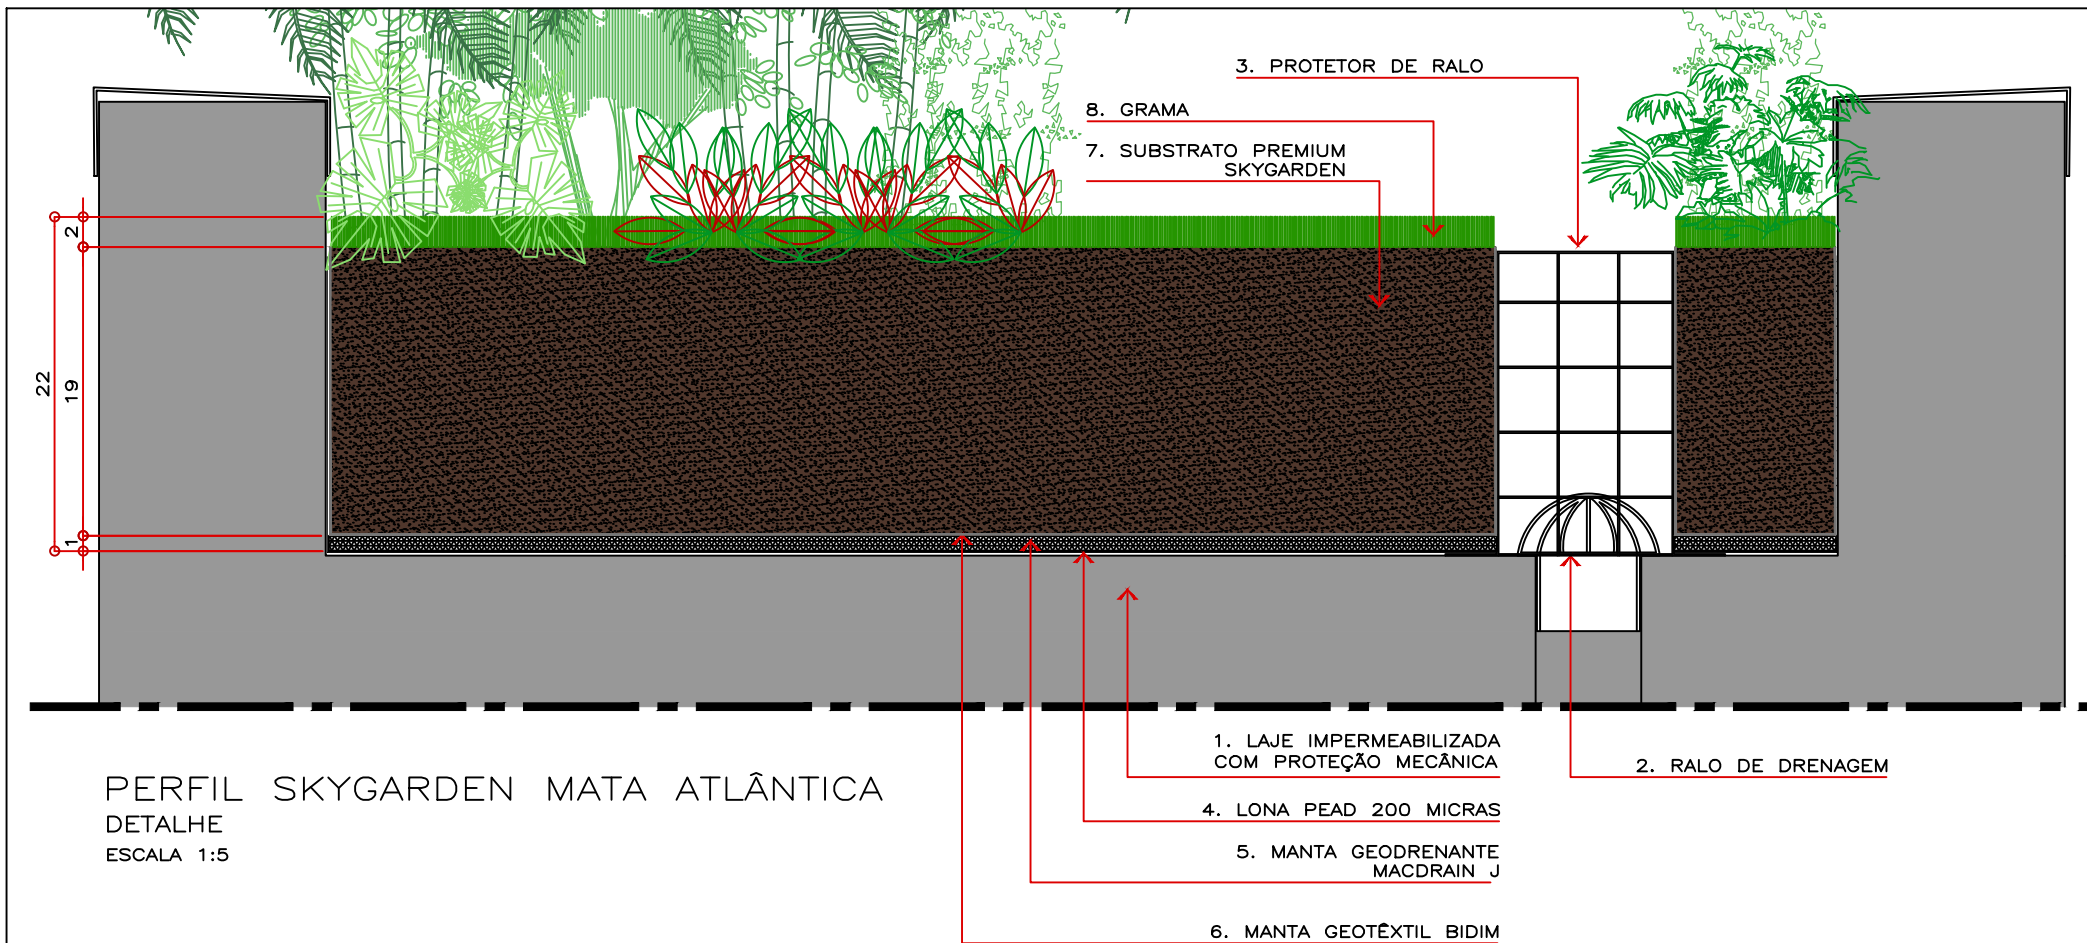 3. PROTETOR DE RALO
8. GRAMA
7. SUBSTRATO PREMIUM
SKYGARDEN
2
22
19
1
1. LAJE IMPERMEABILIZADA
COM PROTEÇÃO MECÂNICA
2. RALO DE DRENAGEM
4. LONA PEAD 200 MICRAS
5. MANTA GEODRENANTE
MACDRAIN J
6. MANTA GEOTÊXTIL BIDIM
PERFIL SKYGARDEN MATA ATLÂNTICA
DETALHE
ESCALA 1:5